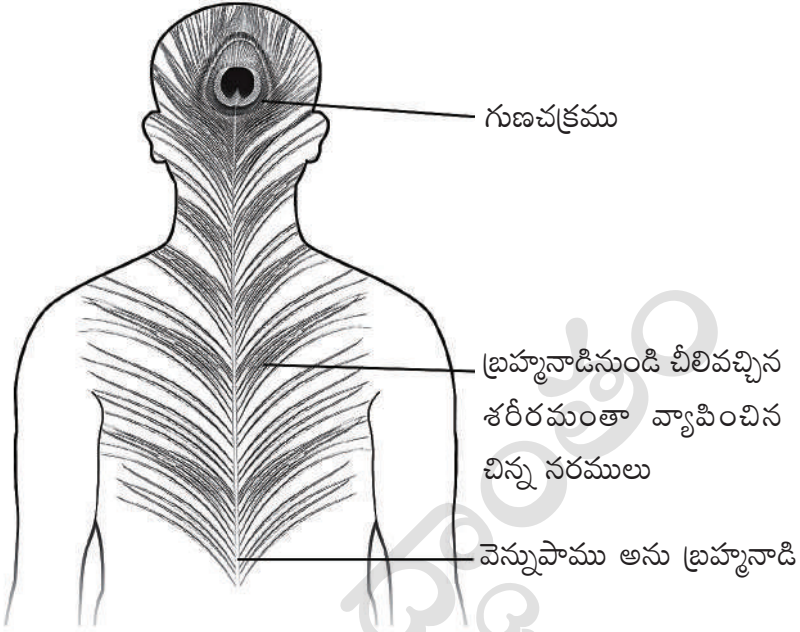 గుణచక్రము
బ్రహ్మనాడినుండి చీలివచ్చిన
శరీరమంతా వ్యాపించిన
చిన్న నరములు
వెన్నుపాము అను బ్రహ్మనాడి